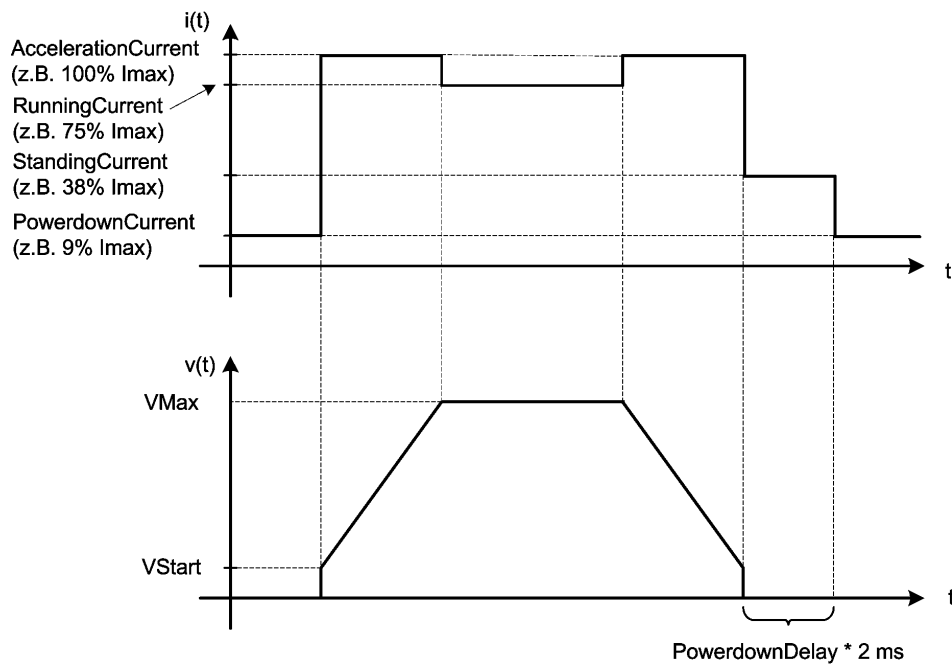 i(t)
AccelerationCurrent
(z.B. 100% Imax)
RunningCurrent
(z.B. 75% Imax)
StandingCurrent
(z.B. 38% Imax)
PowerdownCurrent
(z.B. 9% Imax)
t
v(t)
VMax
VStart
t
PowerdownDelay * 2 ms